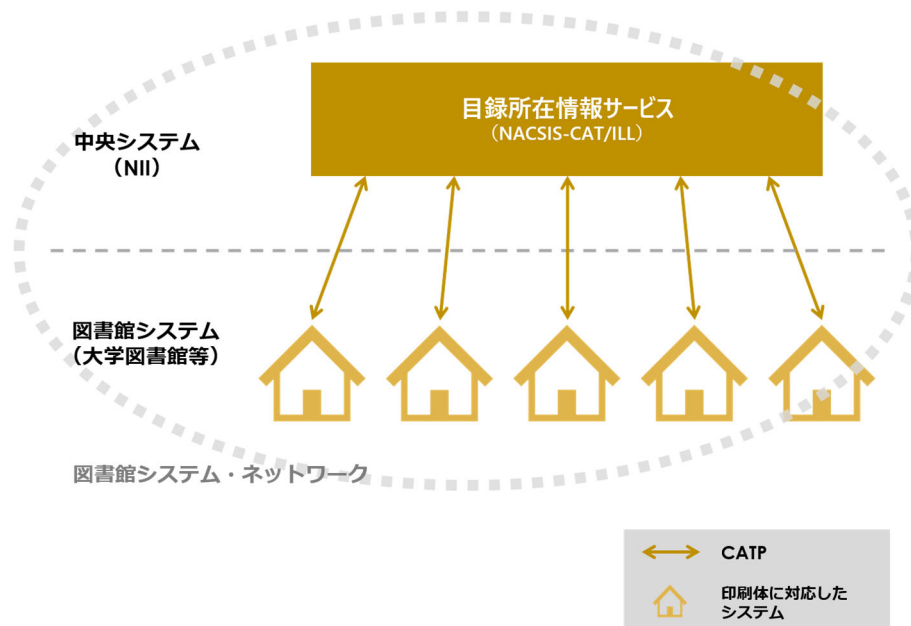 目録所在情報サービス
（NACSIS-CAT/ILL）
中央システム
（NII）
図書館システム
（大学図書館等）
図書館システム・ネットワーク
CATP
印刷体に対応した
システム